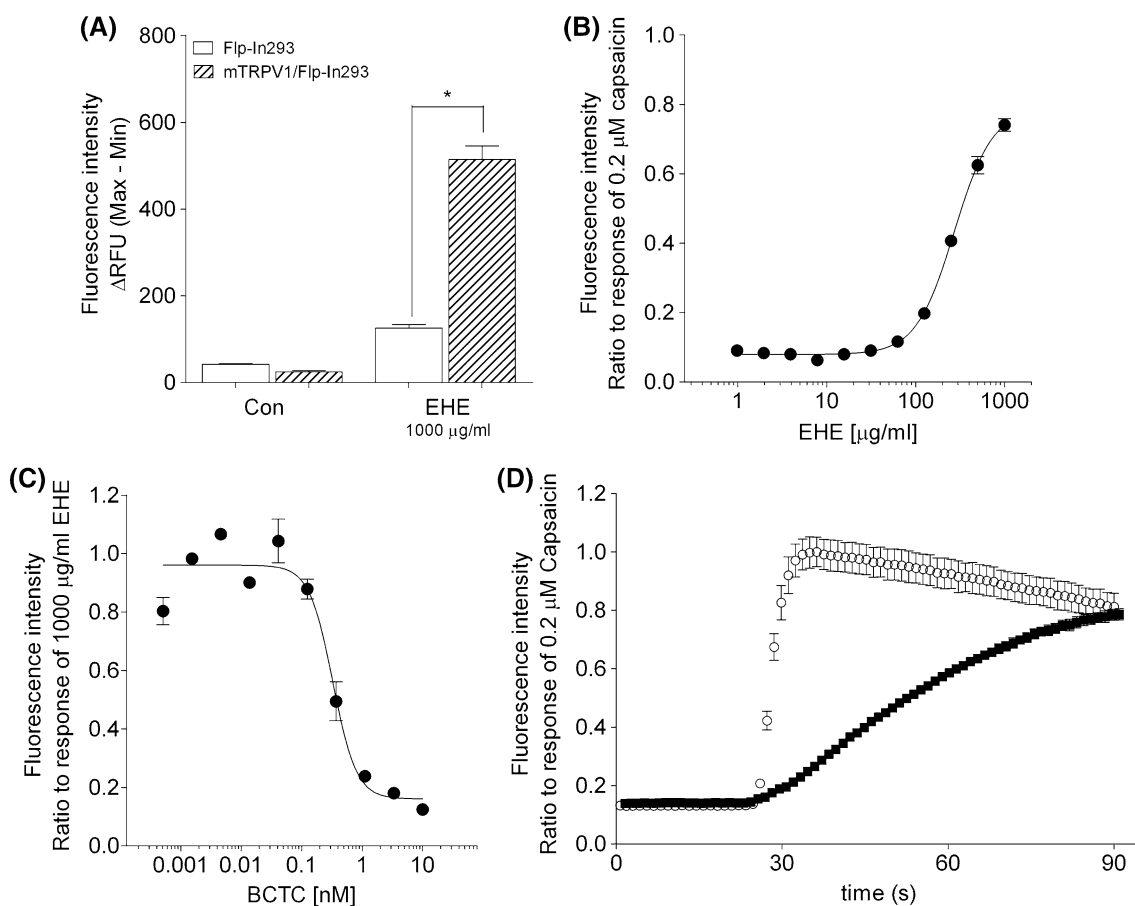 (A)
Fluorescence intensity
ΔRFU (Max - Min)
800
600
400
200
0
Flp-In293
mTRPV1/Flp-In293
*
Con
EHE
1000 μg/ml
(B)
Fluorescence intensity
Ratio to response of 0.2 μM capsaicin
1.0
0.8
0.6
0.4
0.2
0.0
1 10 100 1000
EHE [μg/ml]
(C)
Fluorescence intensity
Ratio to response of 1000 μg/ml EHE
1.2
1.0
0.8
0.6
0.4
0.2
0.0
0.001 0.01 0.1 1 10
BCTC [nM]
(D)
Fluorescence intensity
Ratio to response of 0.2 μM Capsaicin
1.2
1.0
0.8
0.6
0.4
0.2
0.0
0 30 60 90
time (s)